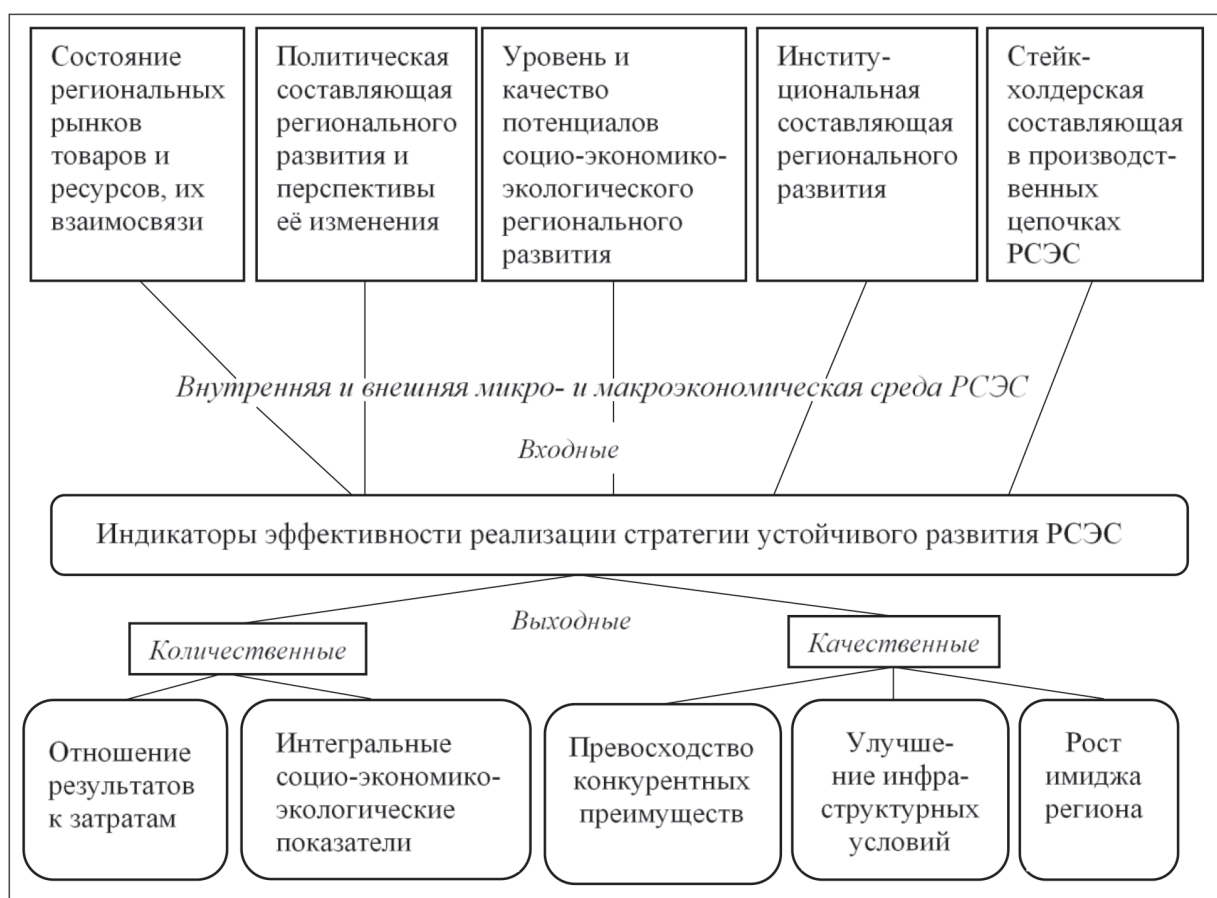 Состояние
региональных
рынков
товаров и
ресурсов, их
взаимосвязи
Политическая
составляющая
регионального
развития и
перспективы
её изменения
Уровень и
качество
потенциалов
социо-экономико-
экологического
регионального
развития
Институ-
циональная
составляющая
регионального
развития
Стейк-
холдерская
составляющая
в производст-
венных
цепочках
РСЭС
Внутренняя и внешняя микро- и макроэкономическая среда РСЭС
Входные
Индикаторы эффективности реализации стратегии устойчивого развития РСЭС
Выходные
Количественные
Качественные
Отношение
результатов
к затратам
Интегральные
социо-экономико-
экологические
показатели
Превосходство
конкурентных
преимуществ
Улучше-
ние инфра-
структурных
условий
Рост
имиджа
региона